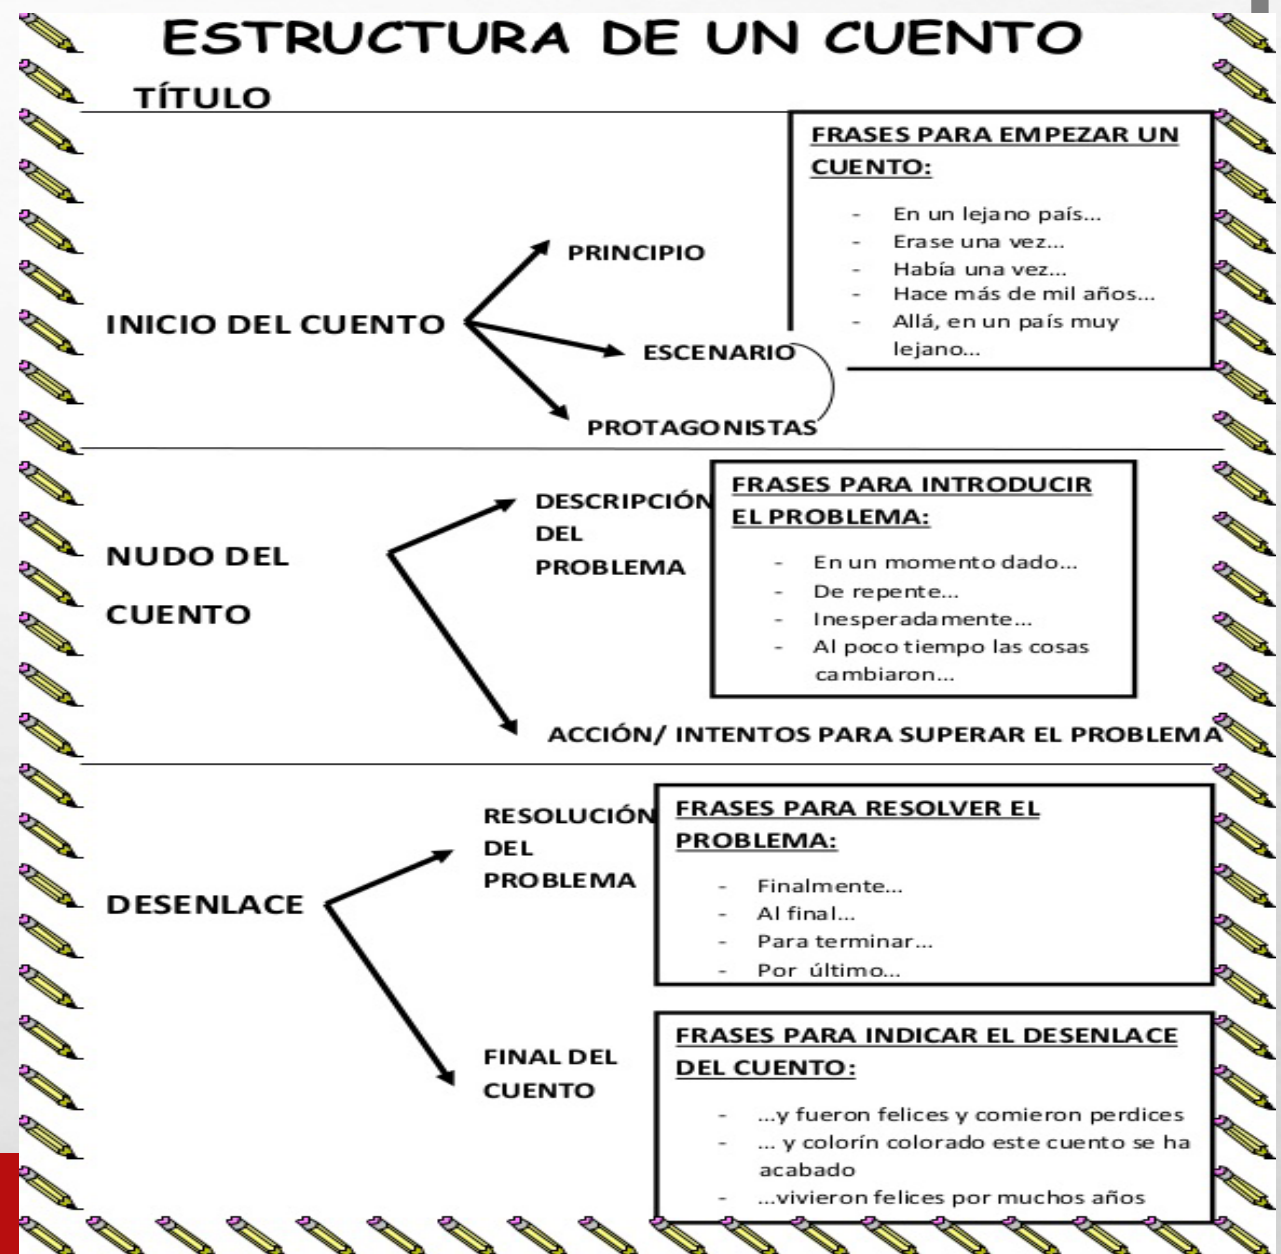 ESTRUCTURA DE UN CUENTO
TÍTULO
FRASES PARA EMPEZAR UN
CUENTO:
- En un lejano país...
- Erase una vez...
- Había una vez...
- Hace más de mil años...
- Allá, en un país muy
lejano...
INICIO DEL CUENTO
PRINCIPIO
ESCENARIO
PROTAGONISTAS
NUDO DEL
CUENTO
DESCRIPCIÓN
DEL
PROBLEMA
FRASES PARA INTRODUCIR
EL PROBLEMA:
- En un momento dado...
- De repente...
- Inesperadamente...
- Al poco tiempo las cosas
cambiaron...
ACCIÓN/ INTENTOS PARA SUPERAR EL PROBLEMA
DESENLACE
RESOLUCIÓN
DEL
PROBLEMA
FRASES PARA RESOLVER EL
PROBLEMA:
- Finalmente...
- Al final...
- Para terminar...
- Por último...
FINAL DEL
CUENTO
FRASES PARA INDICAR EL DESENLACE
DEL CUENTO:
- ...y fueron felices y comieron perdices
- ... y colorín colorado este cuento se ha
acabado
- ...vivieron felices por muchos años